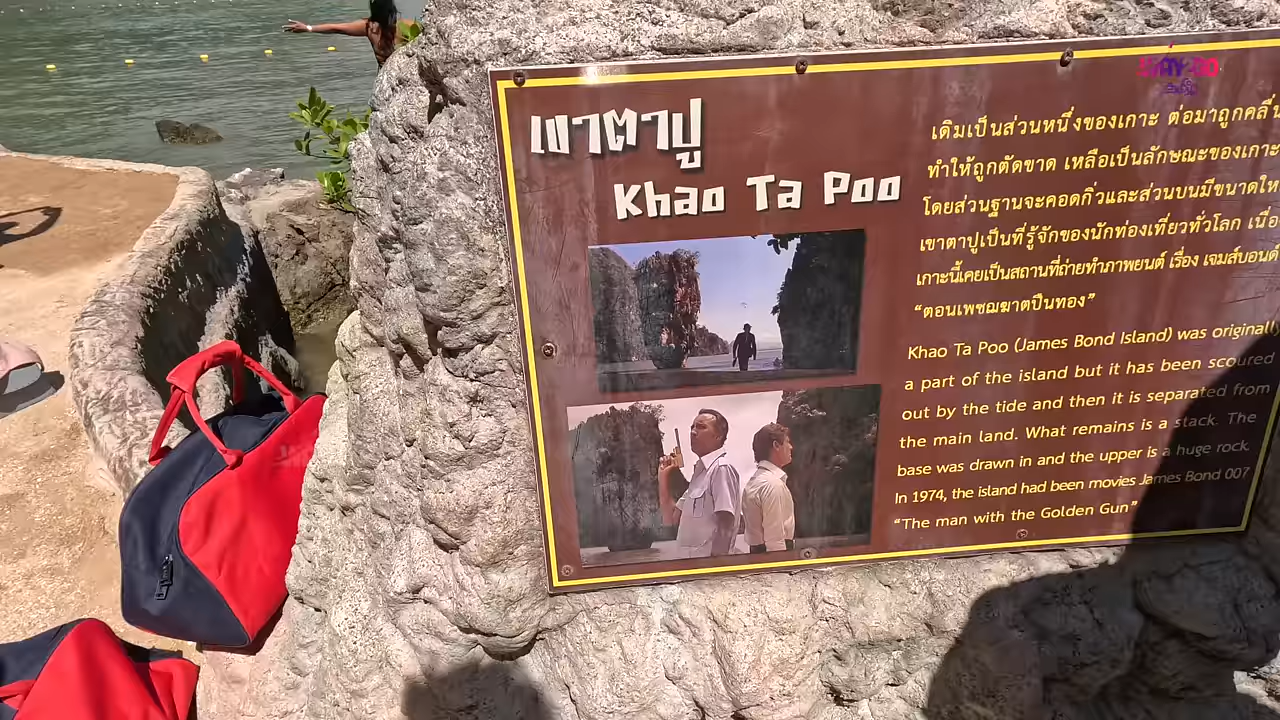 เขาตาปู
Khao Ta Poo
เดิมเป็นส่วนหนึ่งของเกาะ ต่อมาถูกคลื่น
ทำให้ถูกตัดขาด เหลือเป็นลักษณะของเกาะ
โดยส่วนฐานจะคอดกิ่วและส่วนบนมีขนาดให
เขาตาปูเป็นที่รู้จักของนักท่องเที่ยวทั่วโลก เนื่อ
เกาะนี้เคยเป็นสถานที่ถ่ายทำภาพยนต์ เรื่อง เจมส์บอนด์
“ตอนเพชฌฆาตปืนทอง”
Khao Ta Poo (James Bond Island) was originally
a part of the island but it has been scoured
out by the tide and then it is separated from
the main land. What remains is a stack. The
base was drawn in and the upper is a huge rock.
In 1974, the island had been movies James Bond 007
“The man with the Golden Gun”